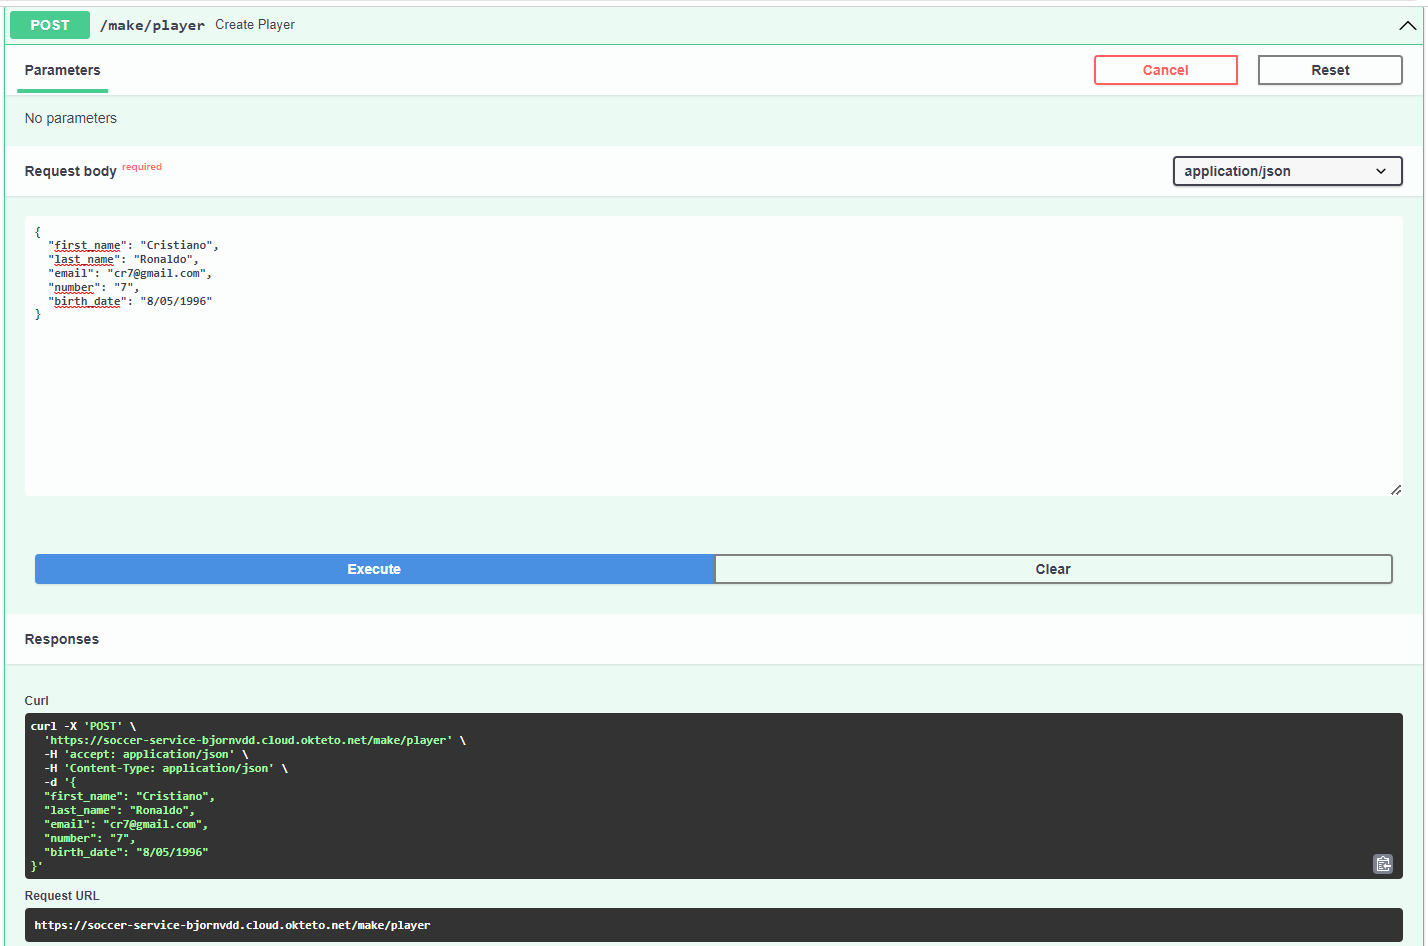 POST /make/player Create Player
Parameters Cancel Reset
No parameters
Request body required application/json
{
  "first_name": "Cristiano",
  "last_name": "Ronaldo",
  "email": "cr7@gmail.com",
  "number": "7",
  "birth_date": "8/05/1996"
}
Execute Clear
Responses
Curl
curl -X 'POST' \
  'https://soccer-service-bjornvdd.cloud.okteto.net/make/player' \
  -H 'accept: application/json' \
  -H 'Content-Type: application/json' \
  -d '{
  "first_name": "Cristiano",
  "last_name": "Ronaldo",
  "email": "cr7@gmail.com",
  "number": "7",
  "birth_date": "8/05/1996"
}'
Request URL
https://soccer-service-bjornvdd.cloud.okteto.net/make/player